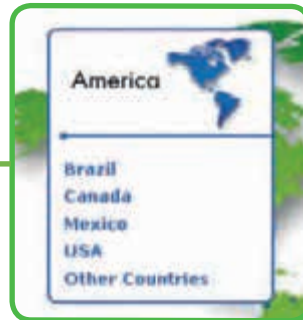 America
Brazil
Canada
Mexico
USA
Other Countries